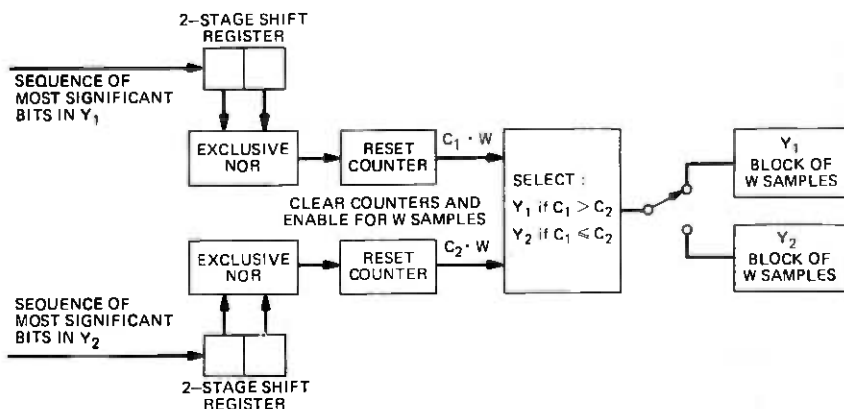 2–STAGE SHIFT
REGISTER
SEQUENCE OF
MOST SIGNIFICANT
BITS IN Y1
EXCLUSIVE
NOR
RESET
COUNTER
C1 · W
CLEAR COUNTERS AND
ENABLE FOR W SAMPLES
SELECT :
Y1 if C1 > C2
Y2 if C1 ⩽ C2
Y1
BLOCK OF
W SAMPLES
Y2
BLOCK OF
W SAMPLES
EXCLUSIVE
NOR
RESET
COUNTER
C2 · W
SEQUENCE OF
MOST SIGNIFICANT
BITS IN Y2
2–STAGE SHIFT
REGISTER